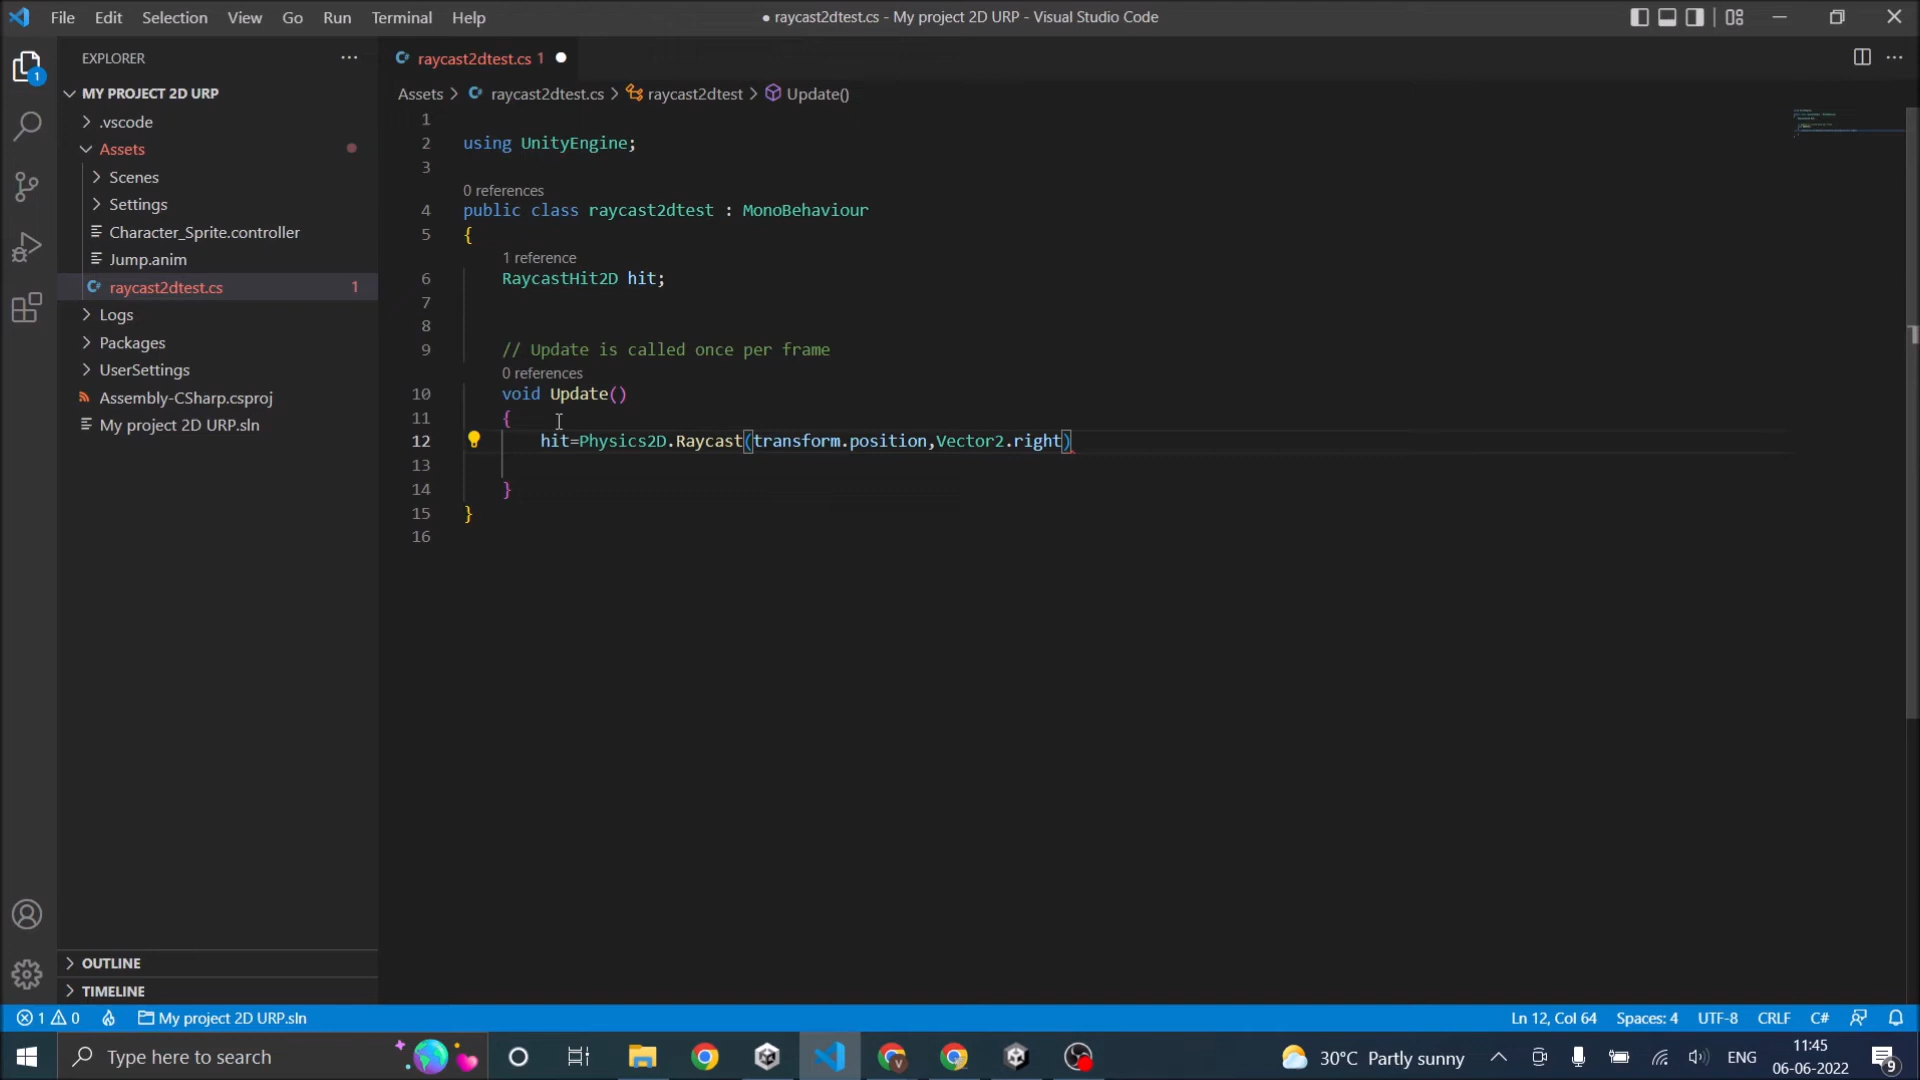 File Edit Selection View Go Run Terminal Help
● raycast2dtest.cs - My project 2D URP - Visual Studio Code
EXPLORER
raycast2dtest.cs 1
MY PROJECT 2D URP
Assets > raycast2dtest.cs > raycast2dtest > Update()
.vscode
Assets
Scenes
Settings
Character_Sprite.controller
Jump.anim
raycast2dtest.cs 1
Logs
Packages
UserSettings
Assembly-CSharp.csproj
My project 2D URP.sln
1
1
2 using UnityEngine;
3
0 references
4 public class raycast2dtest : MonoBehaviour
5 {
1 reference
6 RaycastHit2D hit;
7
8
9 // Update is called once per frame
0 references
10 void Update()
11 {
12 hit=Physics2D.Raycast(transform.position,Vector2.right)
13
14 }
15 }
16
OUTLINE
TIMELINE
1 0 My project 2D URP.sln
Ln 12, Col 64 Spaces: 4 UTF-8 CRLF C#
Type here to search
30°C Partly sunny
ENG
11:45
06-06-2022
9